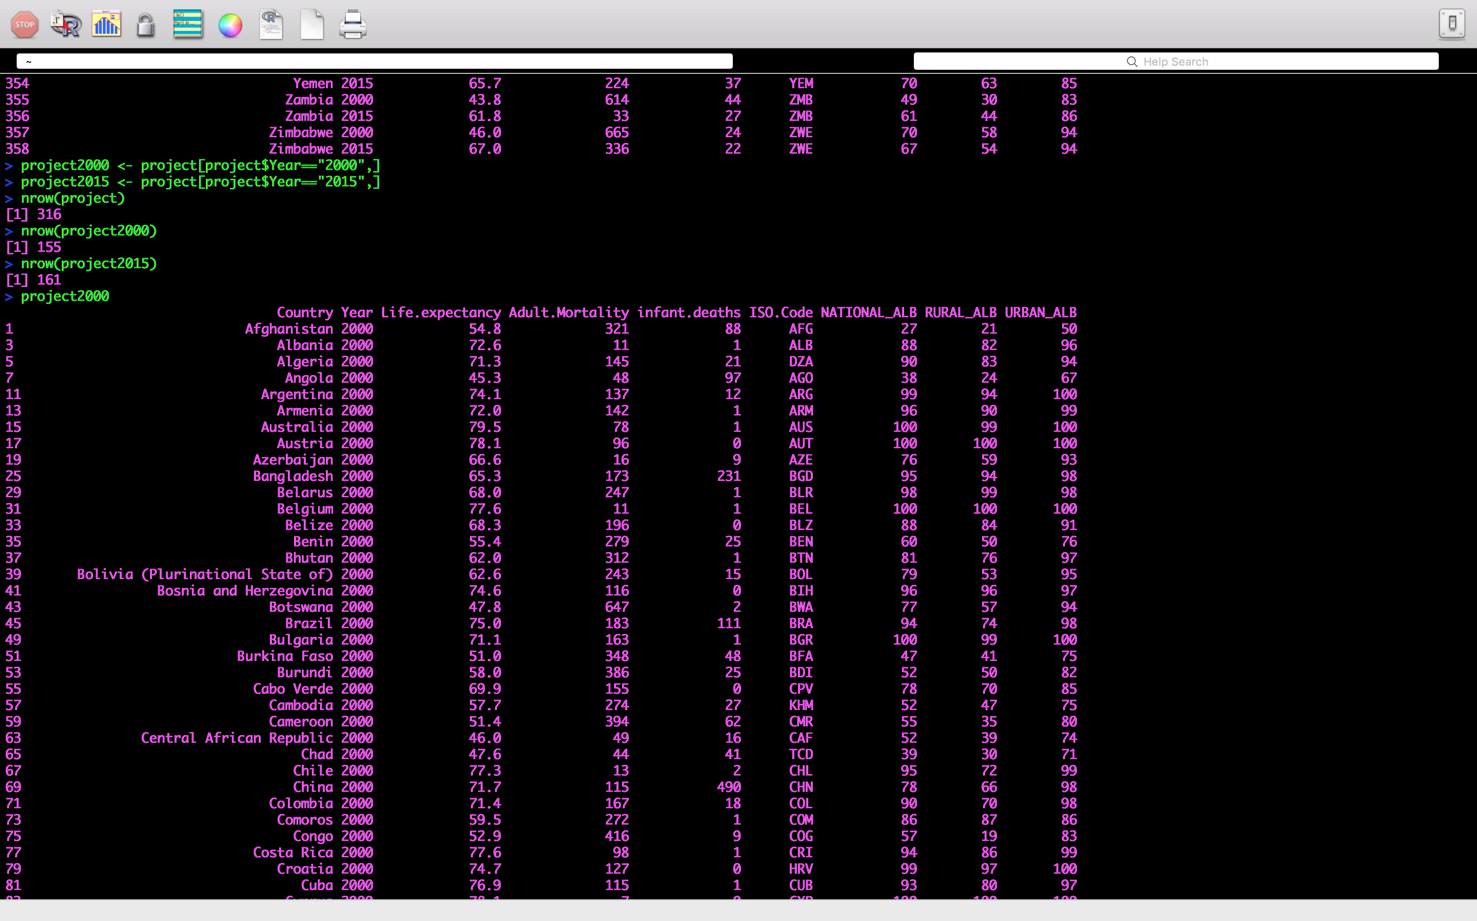 STOP
~
Help Search
354 Yemen 2015 65.7 224 37 YEM 70 63 85
355 Zambia 2000 43.8 614 44 ZMB 49 30 83
356 Zambia 2015 61.8 33 27 ZMB 61 44 86
357 Zimbabwe 2000 46.0 665 24 ZWE 70 58 94
358 Zimbabwe 2015 67.0 336 22 ZWE 67 54 94
> project2000 <- project[project$Year=="2000",]
> project2015 <- project[project$Year=="2015",]
> nrow(project)
[1] 316
> nrow(project2000)
[1] 155
> nrow(project2015)
[1] 161
> project2000
Country Year Life.expectancy Adult.Mortality infant.deaths ISO.Code NATIONAL_ALB RURAL_ALB URBAN_ALB
1 Afghanistan 2000 54.8 321 88 AFG 27 21 50
3 Albania 2000 72.6 11 1 ALB 88 82 96
5 Algeria 2000 71.3 145 21 DZA 90 83 94
7 Angola 2000 45.3 48 97 AGO 38 24 67
11 Argentina 2000 74.1 137 12 ARG 99 94 100
13 Armenia 2000 72.0 142 1 ARM 96 90 99
15 Australia 2000 79.5 78 1 AUS 100 99 100
17 Austria 2000 78.1 96 0 AUT 100 100 100
19 Azerbaijan 2000 66.6 16 9 AZE 76 59 93
25 Bangladesh 2000 65.3 173 231 BGD 95 94 98
29 Belarus 2000 68.0 247 1 BLR 98 99 98
31 Belgium 2000 77.6 11 1 BEL 100 100 100
33 Belize 2000 68.3 196 0 BLZ 88 84 91
35 Benin 2000 55.4 279 25 BEN 60 50 76
37 Bhutan 2000 62.0 312 1 BTN 81 76 97
39 Bolivia (Plurinational State of) 2000 62.6 243 15 BOL 79 53 95
41 Bosnia and Herzegovina 2000 74.6 116 0 BIH 96 96 97
43 Botswana 2000 47.8 647 2 BWA 77 57 94
45 Brazil 2000 75.0 183 111 BRA 94 74 98
49 Bulgaria 2000 71.1 163 1 BGR 100 99 100
51 Burkina Faso 2000 51.0 348 48 BFA 47 41 75
53 Burundi 2000 58.0 386 25 BDI 52 50 82
55 Cabo Verde 2000 69.9 155 0 CPV 78 70 85
57 Cambodia 2000 57.7 274 27 KHM 52 47 75
59 Cameroon 2000 51.4 394 62 CMR 55 35 80
63 Central African Republic 2000 46.0 49 16 CAF 52 39 74
65 Chad 2000 47.6 44 41 TCD 39 30 71
67 Chile 2000 77.3 13 2 CHL 95 72 99
69 China 2000 71.7 115 490 CHN 78 66 98
71 Colombia 2000 71.4 167 18 COL 90 70 98
73 Comoros 2000 59.5 272 1 COM 86 87 86
75 Congo 2000 52.9 416 9 COG 57 19 83
77 Costa Rica 2000 77.6 98 1 CRI 94 86 99
79 Croatia 2000 74.7 127 0 HRV 99 97 100
81 Cuba 2000 76.9 115 1 CUB 93 80 97